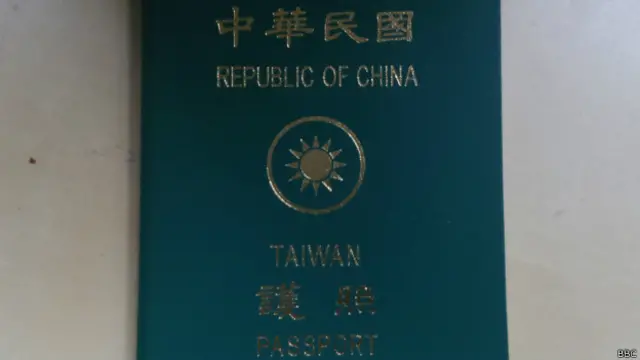 中華民國
REPUBLIC OF CHINA
TAIWAN
護照
PASSPORT
BBC